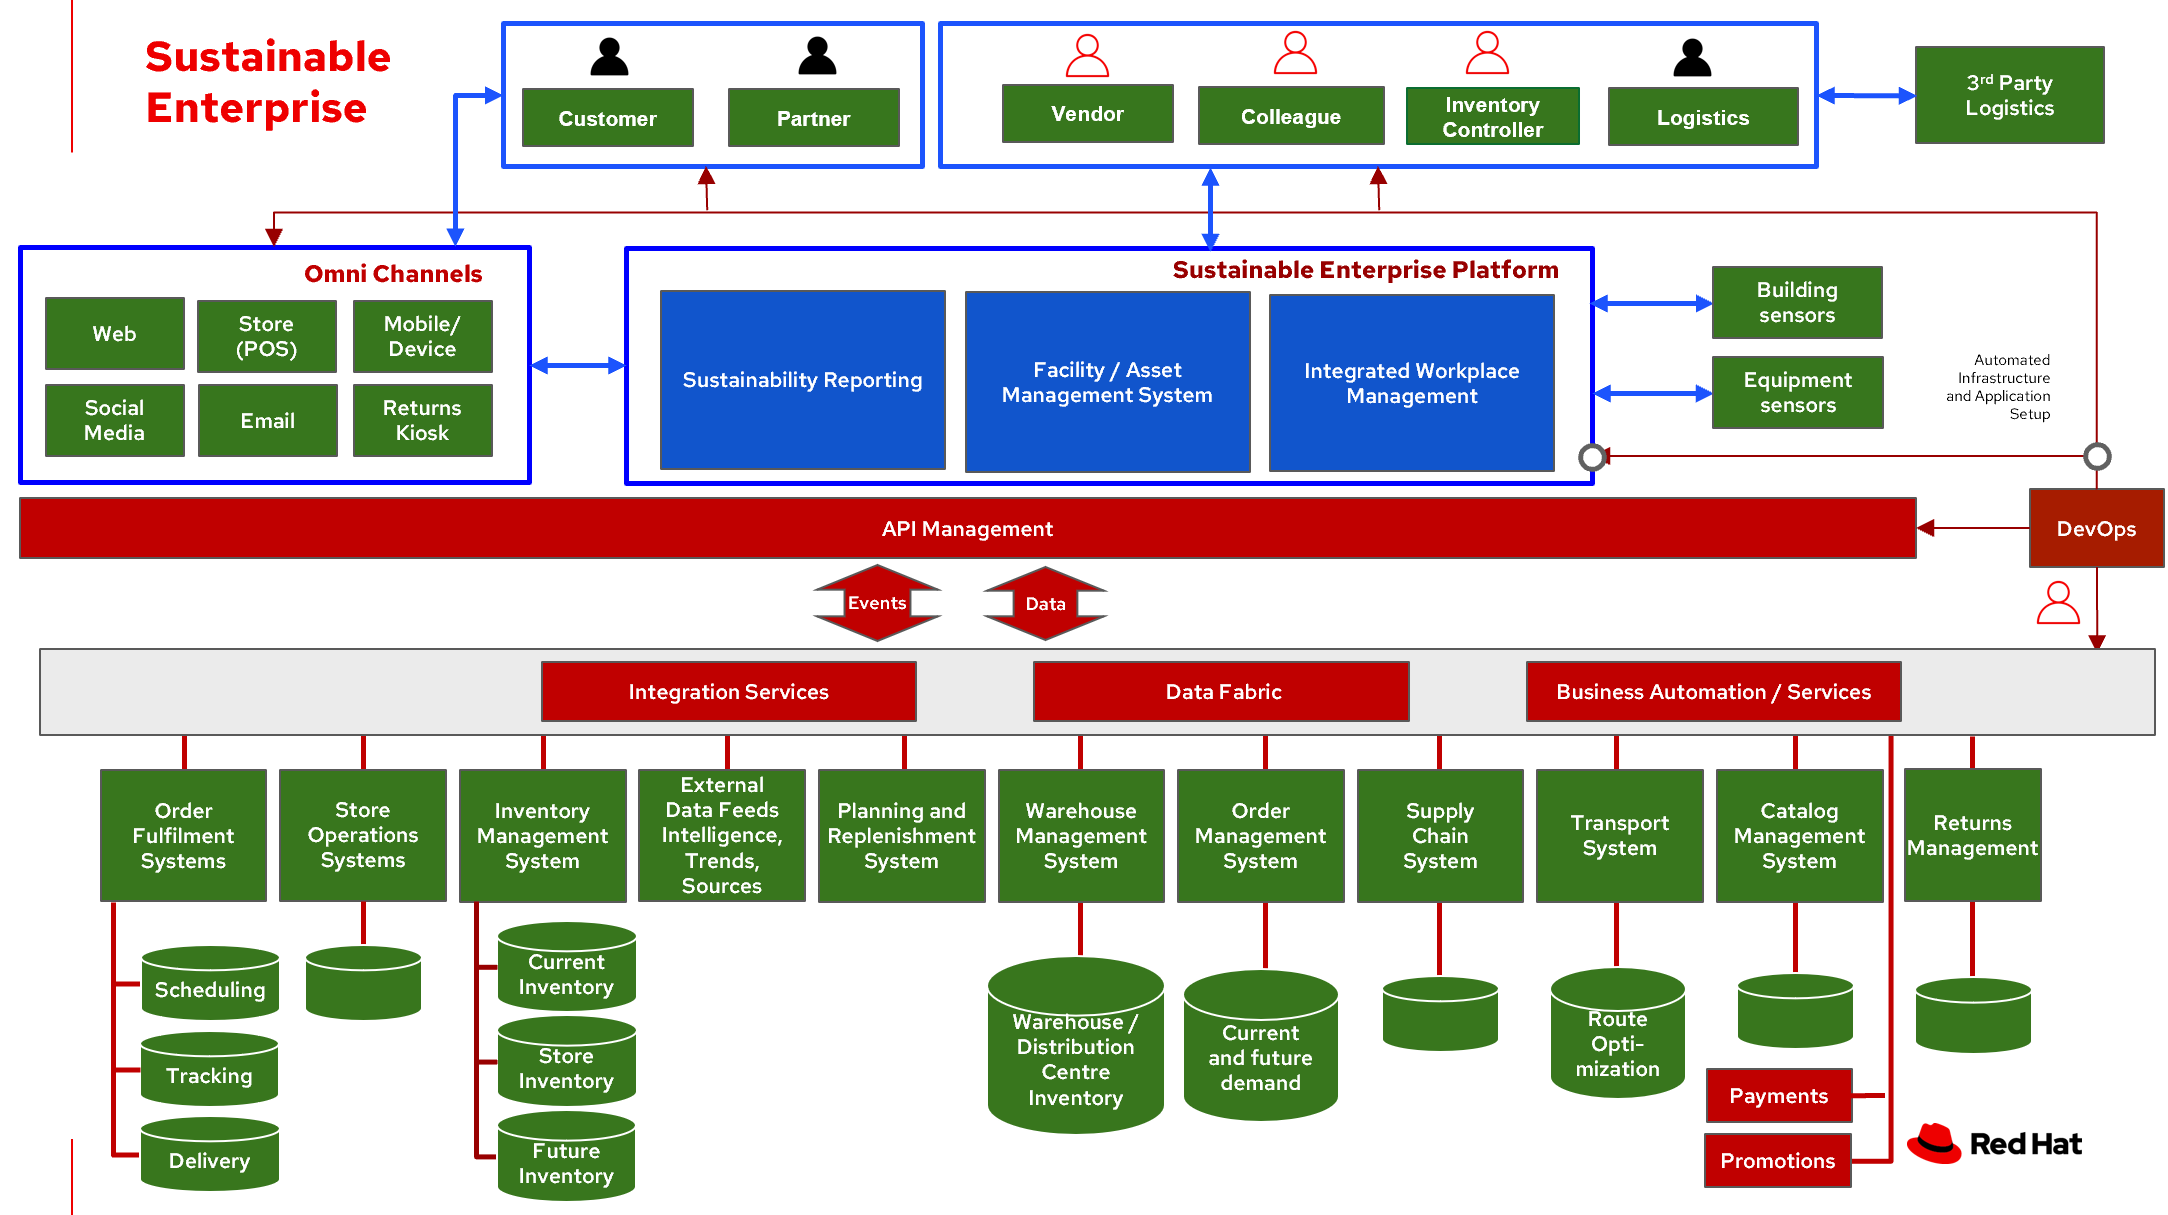 Sustainable
Enterprise
Customer
Partner
Vendor
Colleague
Inventory
Controller
Logistics
3rd Party
Logistics
Omni Channels
Web
Store
(POS)
Mobile/
Device
Social
Media
Email
Returns
Kiosk
Sustainable Enterprise Platform
Sustainability Reporting
Facility / Asset
Management System
Integrated Workplace
Management
Building
sensors
Equipment
sensors
Automated
Infrastructure
and Application
Setup
API Management
DevOps
Events
Data
Integration Services
Data Fabric
Business Automation / Services
Order
Fulfilment
Systems
Store
Operations
Systems
Inventory
Management
System
External
Data Feeds
Intelligence,
Trends,
Sources
Planning and
Replenishment
System
Warehouse
Management
System
Order
Management
System
Supply
Chain
System
Transport
System
Catalog
Management
System
Returns
Management
Scheduling
Tracking
Delivery
Current
Inventory
Store
Inventory
Future
Inventory
Warehouse /
Distribution
Centre
Inventory
Current
and future
demand
Route
Opti-
mization
Payments
Promotions
Red Hat